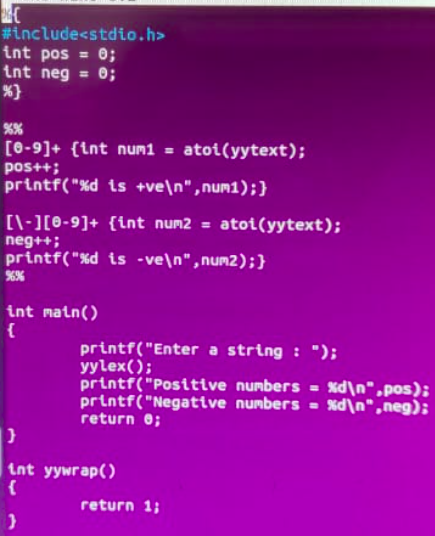 %{
#include<stdio.h>
int pos = 0;
int neg = 0;
%}
%%
[0-9]+ {int num1 = atoi(yytext);
pos++;
printf("%d is +ve\n",num1);}
[\-][0-9]+ {int num2 = atoi(yytext);
neg++;
printf("%d is -ve\n",num2);}
%%
int main()
{
printf("Enter a string : ");
yylex();
printf("Positive numbers = %d\n",pos);
printf("Negative numbers = %d\n",neg);
return 0;
}
int yywrap()
{
return 1;
}